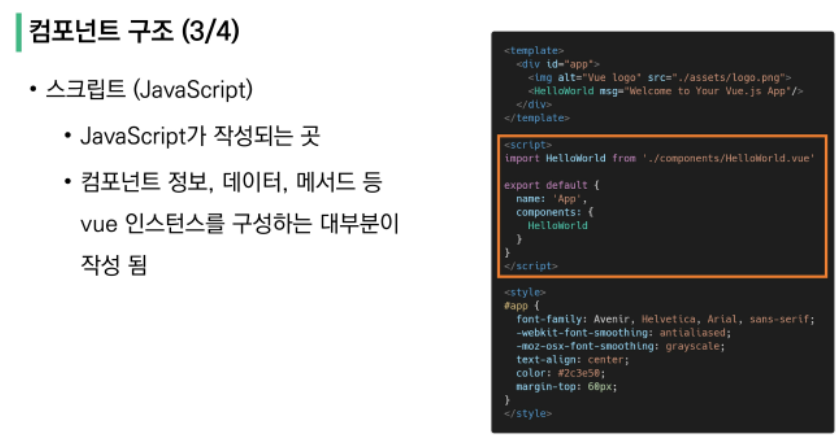 컴포넌트 구조 (3/4)
• 스크립트 (JavaScript)
• JavaScript가 작성되는 곳
• 컴포넌트 정보, 데이터, 메서드 등
vue 인스턴스를 구성하는 대부분이
작성 됨
<template>
  <div id="app">
    <img alt="Vue logo" src="./assets/logo.png">
    <HelloWorld msg="Welcome to Your Vue.js App"/>
  </div>
</template>
<script>
import HelloWorld from './components/HelloWorld.vue'
export default {
  name: 'App',
  components: {
    HelloWorld
  }
}
</script>
<style>
#app {
  font-family: Avenir, Helvetica, Arial, sans-serif;
  -webkit-font-smoothing: antialiased;
  -moz-osx-font-smoothing: grayscale;
  text-align: center;
  color: #2c3e50;
  margin-top: 60px;
}
</style>